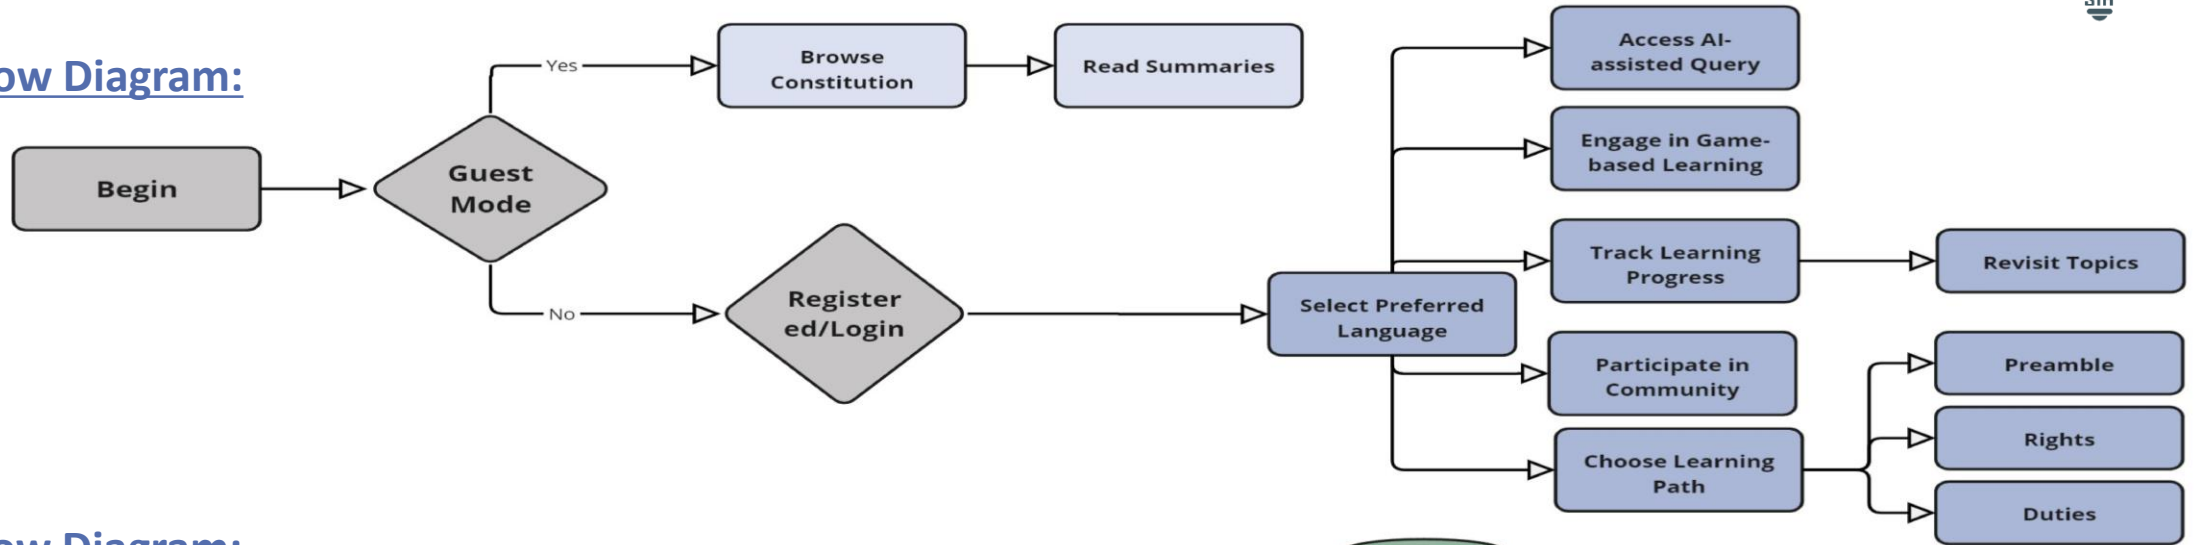 ow Diagram:
Begin
Guest
Mode
Yes
Browse
Constitution
Read Summaries
No
Register
ed/Login
Select Preferred
Language
Access AI-
assisted Query
Engage in Game-
based Learning
Track Learning
Progress
Revisit Topics
Participate in
Community
Choose Learning
Path
Preamble
Rights
Duties
ow Diagram: